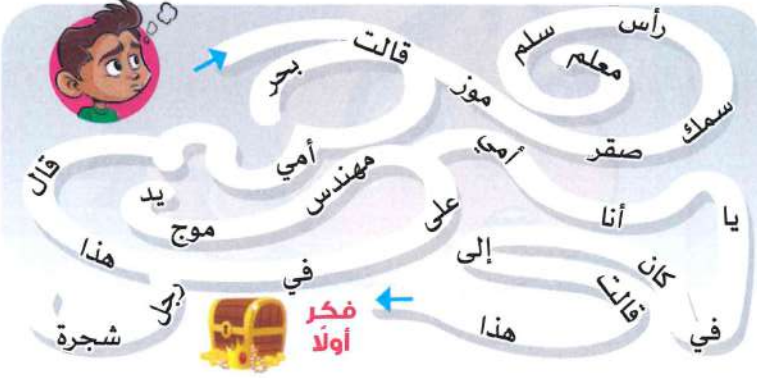 رأس
سلم
معلم
قالت
بحر
موز
سمك
صقر
أمي
أمي
مهندس
قال
يد
موج
على
أنا
يا
هذا
في
إلى
كان
قالت
رجل
شجرة
فكر
أولًا
هذا
في